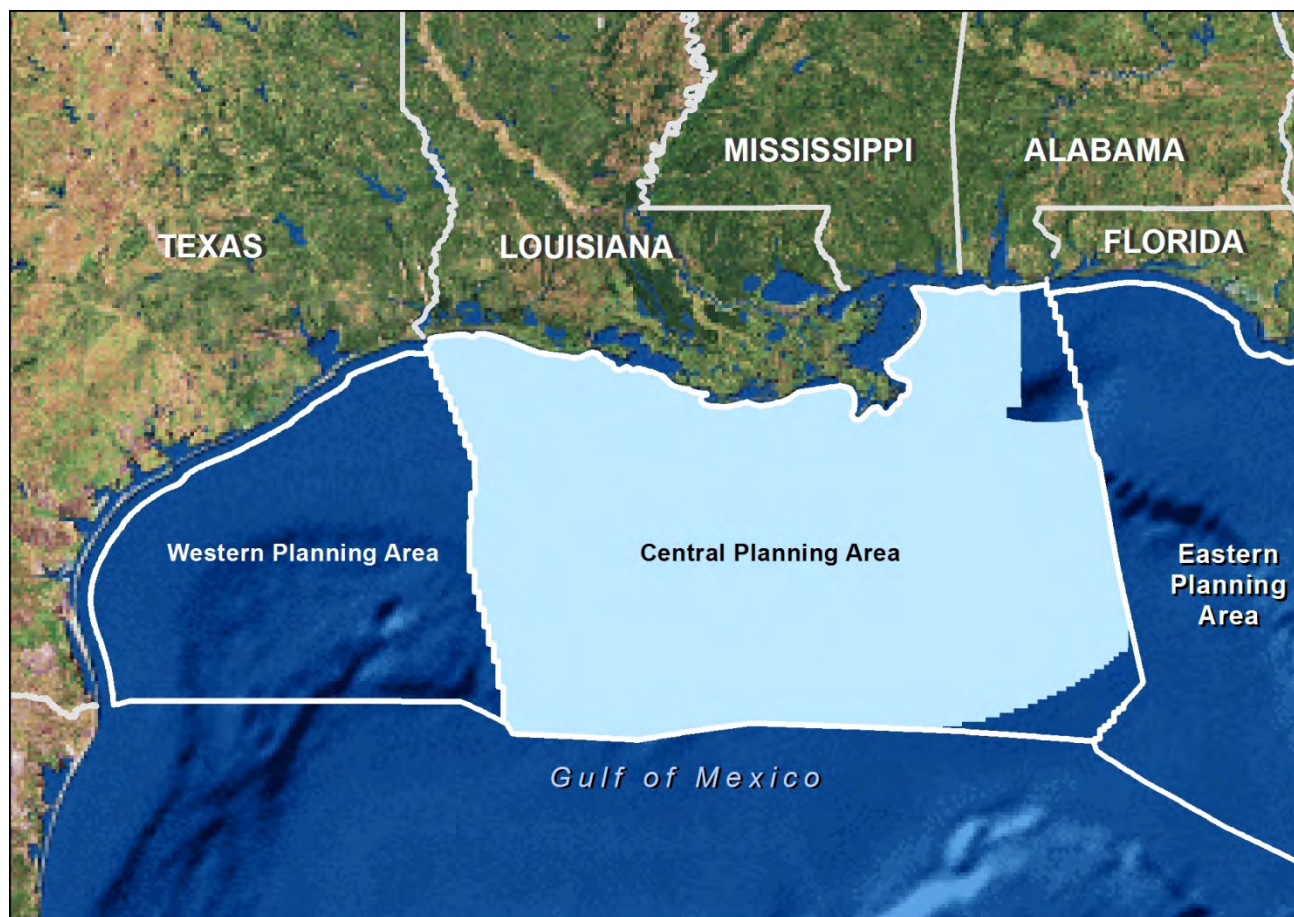 MISSISSIPPI
ALABAMA
TEXAS
LOUISIANA
FLORIDA
Western Planning Area
Central Planning Area
Eastern
Planning
Area
Gulf of Mexico